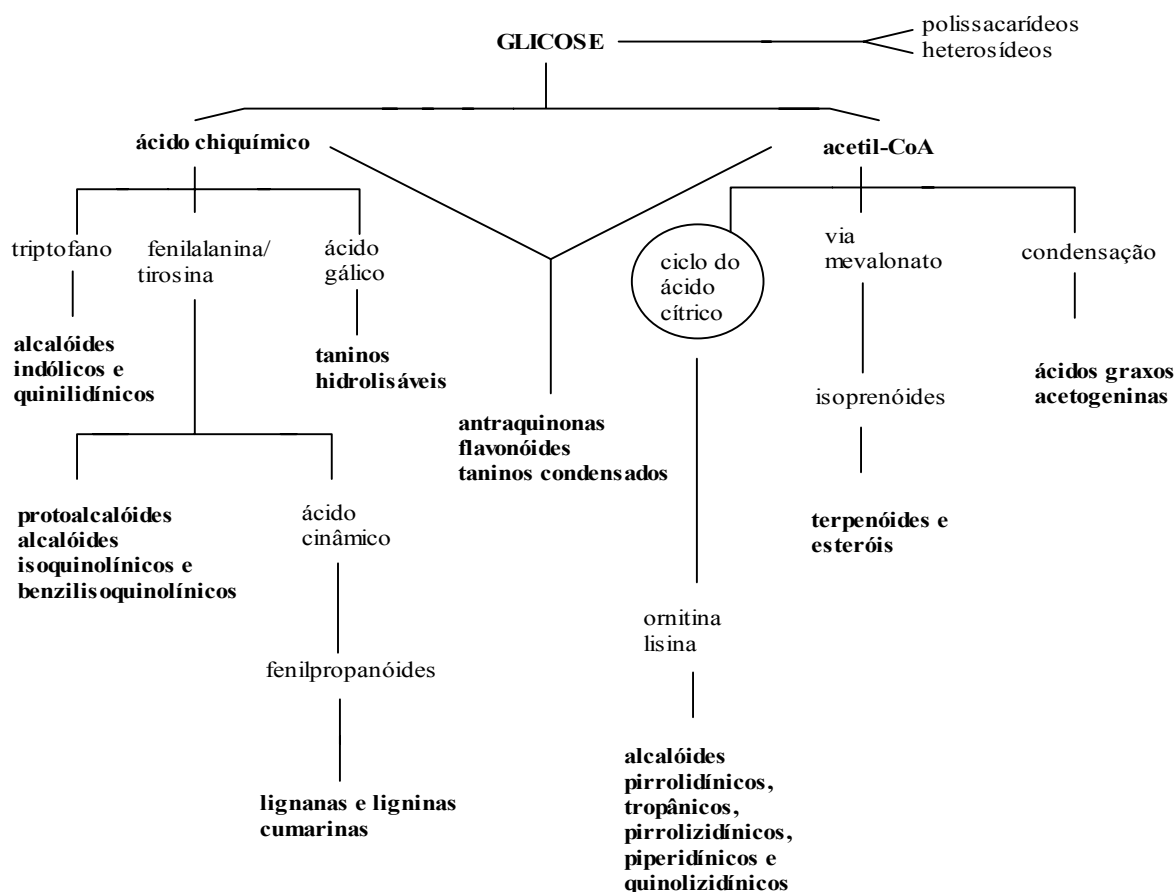 GLICOSE
polissacarídeos
heterosídeos
ácido chiquímico
acetil-CoA
triptofano
fenilalanina/
tirosina
ácido
gálico
ciclo do
ácido
cítrico
via
mevalonato
condensação
alcalóides
indólicos e
quinilidínicos
taninos
hidrolisáveis
antraquinonas
flavonóides
taninos condensados
isoprenóides
ácidos graxos
acetogeninas
protoalcalóides
alcalóides
isoquinolínicos e
benzilisoquinolínicos
ácido
cinâmico
terpenóides e
esteróis
fenilpropanóides
ornitina
lisina
lignanas e ligninas
cumarinas
alcalóides
pirrolidínicos,
tropânicos,
pirrolizidínicos,
piperidínicos e
quinolizidínicos